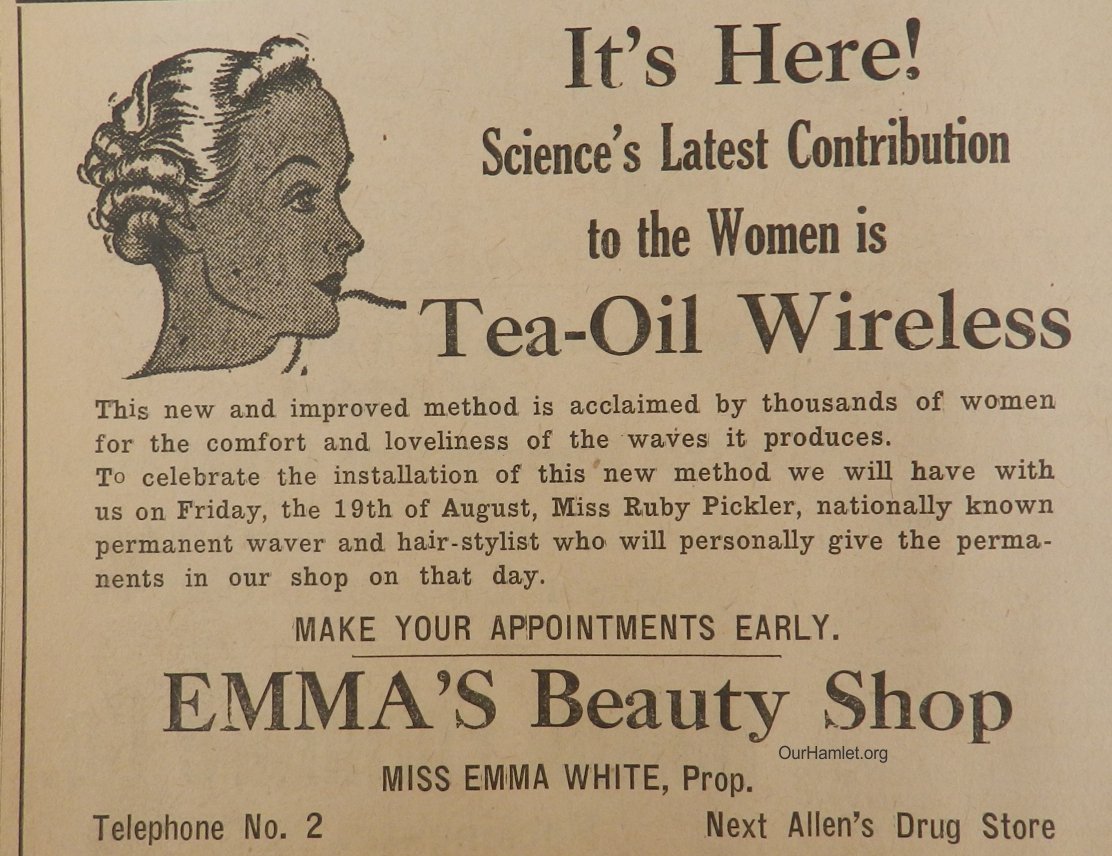 It's Here!
Science's Latest Contribution
to the Women is
Tea-Oil Wireless
This new and improved method is acclaimed by thousands of women
for the comfort and loveliness of the waves it produces.
To celebrate the installation of this new method we will have with
us on Friday, the 19th of August, Miss Ruby Pickler, nationally known
permanent waver and hair-stylist who will personally give the perma-
nents in our shop on that day.
MAKE YOUR APPOINTMENTS EARLY.
EMMA'S Beauty Shop
OurHamlet.org
MISS EMMA WHITE, Prop.
Telephone No. 2
Next Allen's Drug Store